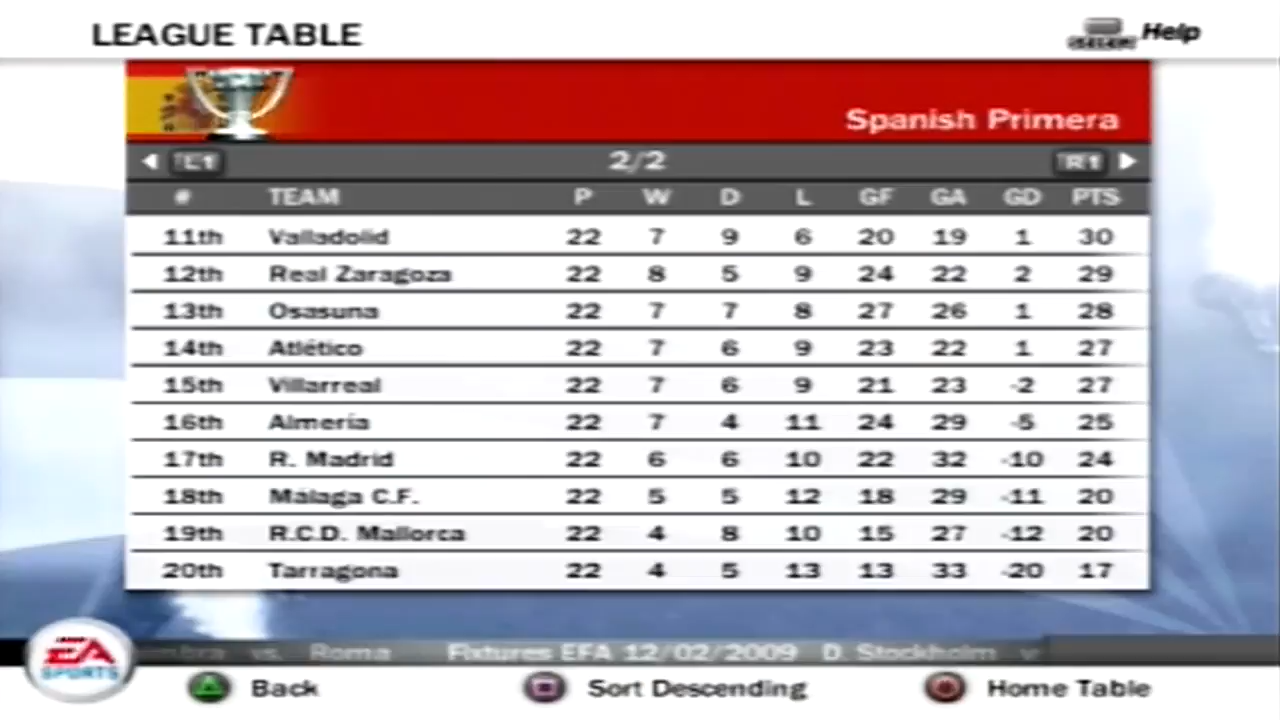 LEAGUE TABLE
Help
Spanish Primera
L1 2/2 R1
# TEAM P W D L GF GA GD PTS
11th Valladolid 22 7 9 6 20 19 1 30
12th Real Zaragoza 22 8 5 9 24 22 2 29
13th Osasuna 22 7 7 8 27 26 1 28
14th Atlético 22 7 6 9 23 22 1 27
15th Villarreal 22 7 6 9 21 23 -2 27
16th Almería 22 7 4 11 24 29 -5 25
17th R. Madrid 22 6 6 10 22 32 -10 24
18th Málaga C.F. 22 5 5 12 18 29 -11 20
19th R.C.D. Mallorca 22 4 8 10 15 27 -12 20
20th Tarragona 22 4 5 13 13 33 -20 17
vs. Roma Fixtures EFA 12/02/2009 D. Stockholm
EA SPORTS
Back Sort Descending Home Table